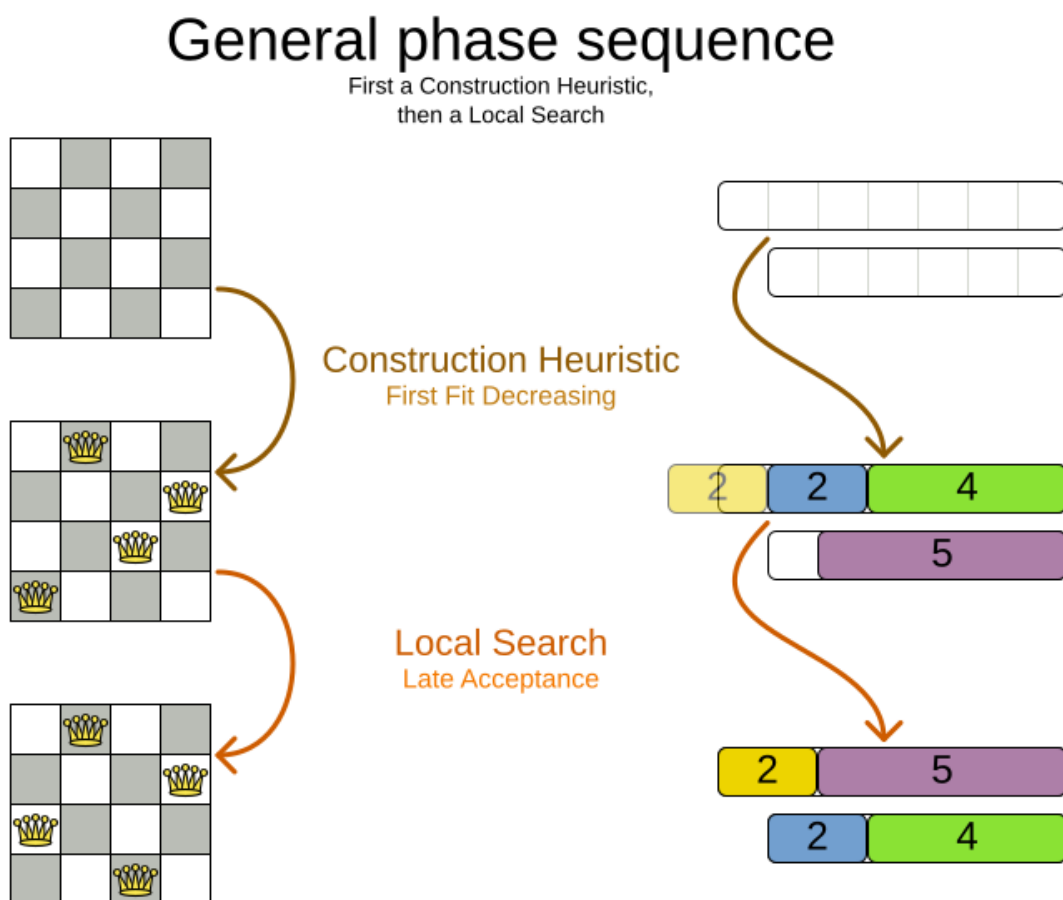 General phase sequence
First a Construction Heuristic,
then a Local Search
Construction Heuristic
First Fit Decreasing
2 2 4
5
Local Search
Late Acceptance
2 5
2 4